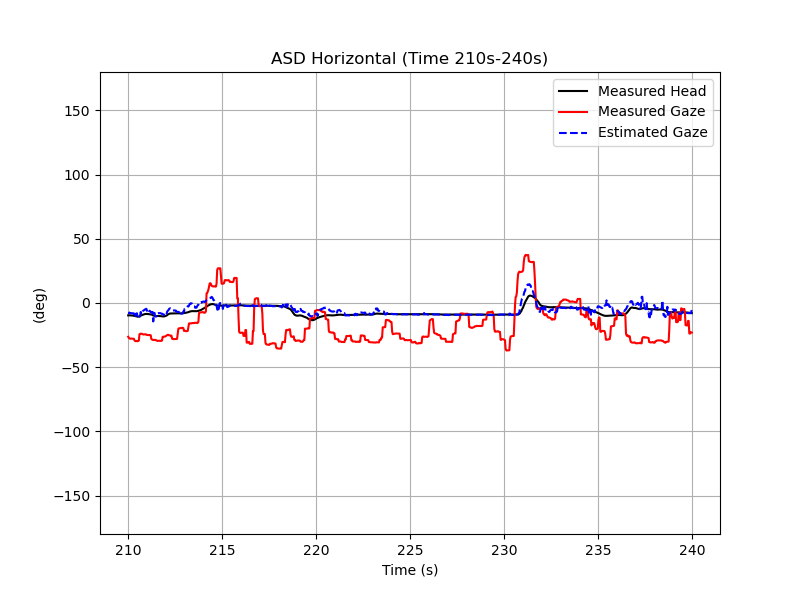 ASD Horizontal (Time 210s-240s)
Measured Head
Measured Gaze
Estimated Gaze
150
100
50
0
−50
−100
−150
(deg)
210
215
220
225
230
235
240
Time (s)